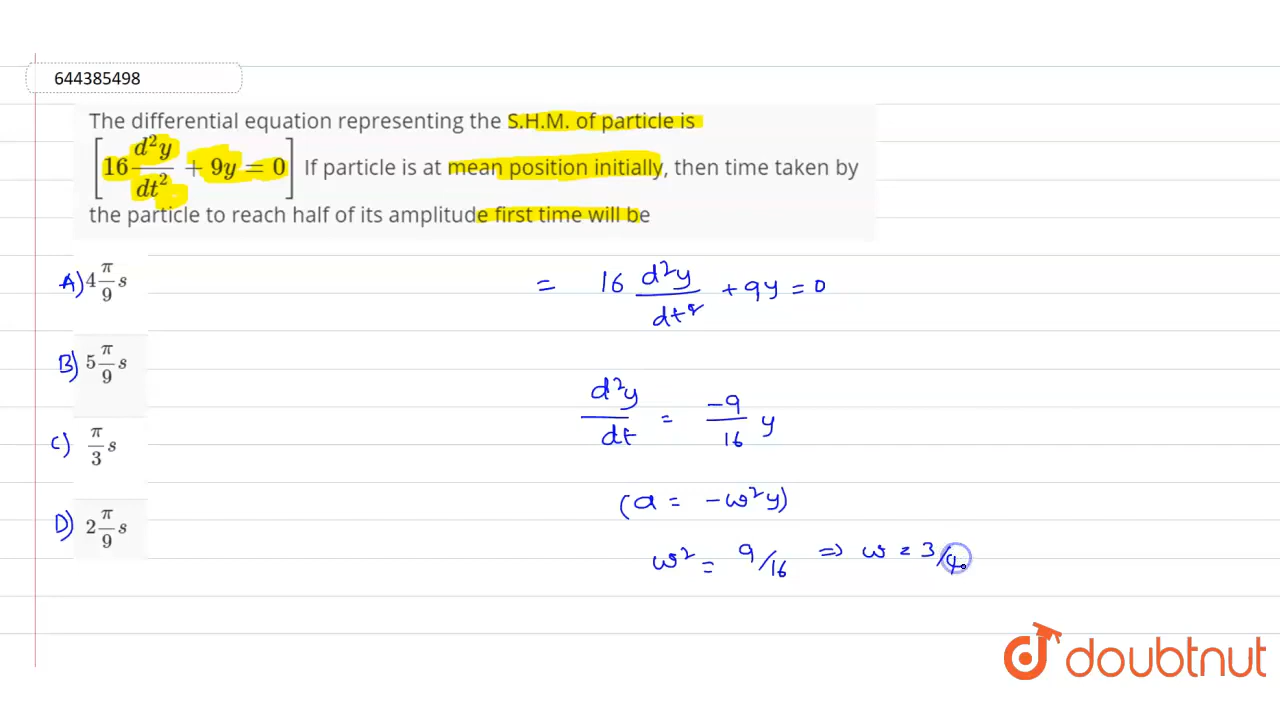 644385498
The differential equation representing the S.H.M. of particle is
[16 d²y/dt² + 9y = 0] If particle is at mean position initially, then time taken by
the particle to reach half of its amplitude first time will be
A) 4 π/9 s
B) 5 π/9 s
C) π/3 s
D) 2 π/9 s
= 16 d²y/dt² + 9y = 0
d²y/dt = -9/16 y
(a = -ω²y)
ω² = 9/16 ⇒ ω = 3/4
doubtnut